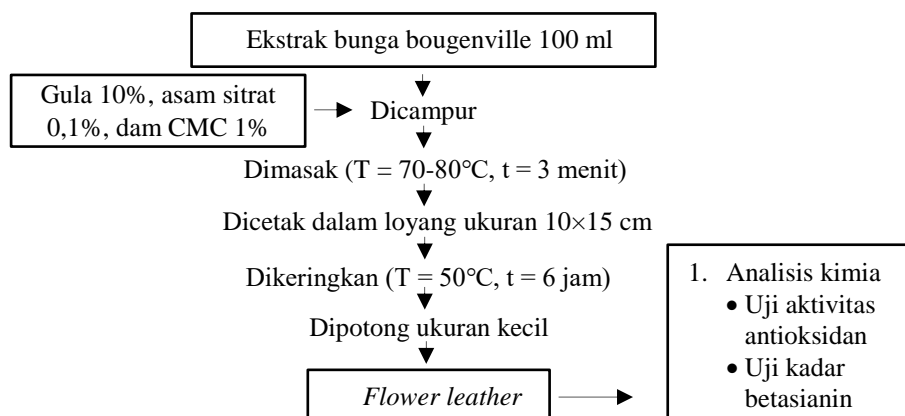 Ekstrak bunga bougenville 100 ml
Gula 10%, asam sitrat
0,1%, dam CMC 1%
Dicampur
Dimasak (T = 70-80°C, t = 3 menit)
Dicetak dalam loyang ukuran 10×15 cm
Dikeringkan (T = 50°C, t = 6 jam)
Dipotong ukuran kecil
Flower leather
1. Analisis kimia
• Uji aktivitas
antioksidan
• Uji kadar
betasianin